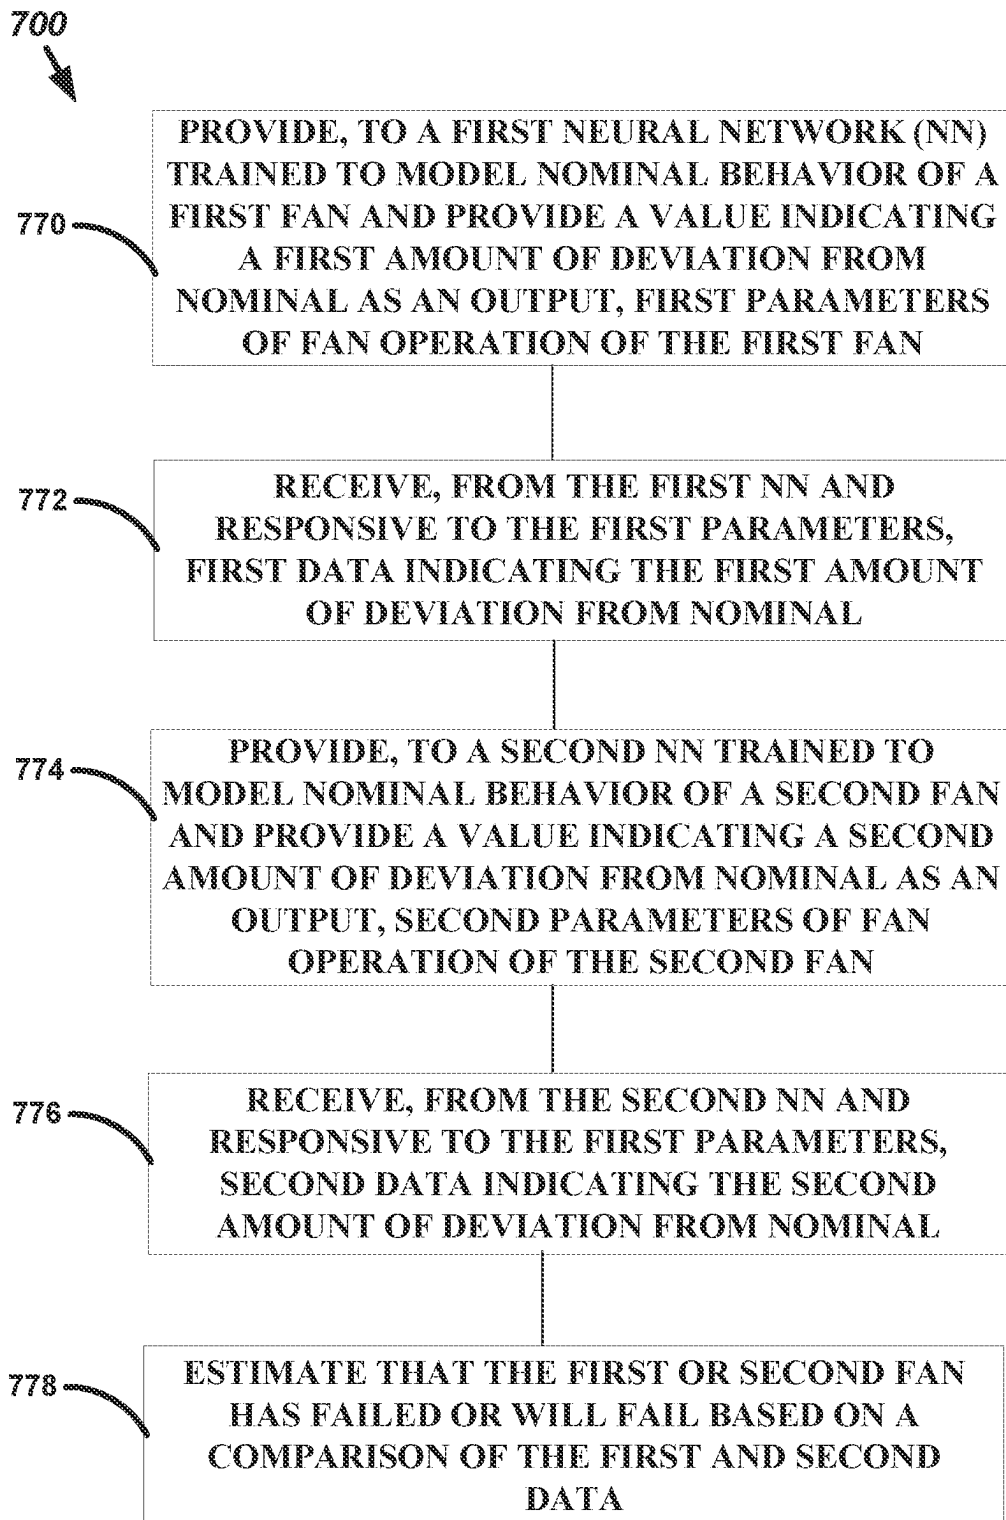 700
770
PROVIDE, TO A FIRST NEURAL NETWORK (NN)
TRAINED TO MODEL NOMINAL BEHAVIOR OF A
FIRST FAN AND PROVIDE A VALUE INDICATING
A FIRST AMOUNT OF DEVIATION FROM
NOMINAL AS AN OUTPUT, FIRST PARAMETERS
OF FAN OPERATION OF THE FIRST FAN
772
RECEIVE, FROM THE FIRST NN AND
RESPONSIVE TO THE FIRST PARAMETERS,
FIRST DATA INDICATING THE FIRST AMOUNT
OF DEVIATION FROM NOMINAL
774
PROVIDE, TO A SECOND NN TRAINED TO
MODEL NOMINAL BEHAVIOR OF A SECOND FAN
AND PROVIDE A VALUE INDICATING A SECOND
AMOUNT OF DEVIATION FROM NOMINAL AS AN
OUTPUT, SECOND PARAMETERS OF FAN
OPERATION OF THE SECOND FAN
776
RECEIVE, FROM THE SECOND NN AND
RESPONSIVE TO THE FIRST PARAMETERS,
SECOND DATA INDICATING THE SECOND
AMOUNT OF DEVIATION FROM NOMINAL
778
ESTIMATE THAT THE FIRST OR SECOND FAN
HAS FAILED OR WILL FAIL BASED ON A
COMPARISON OF THE FIRST AND SECOND
DATA